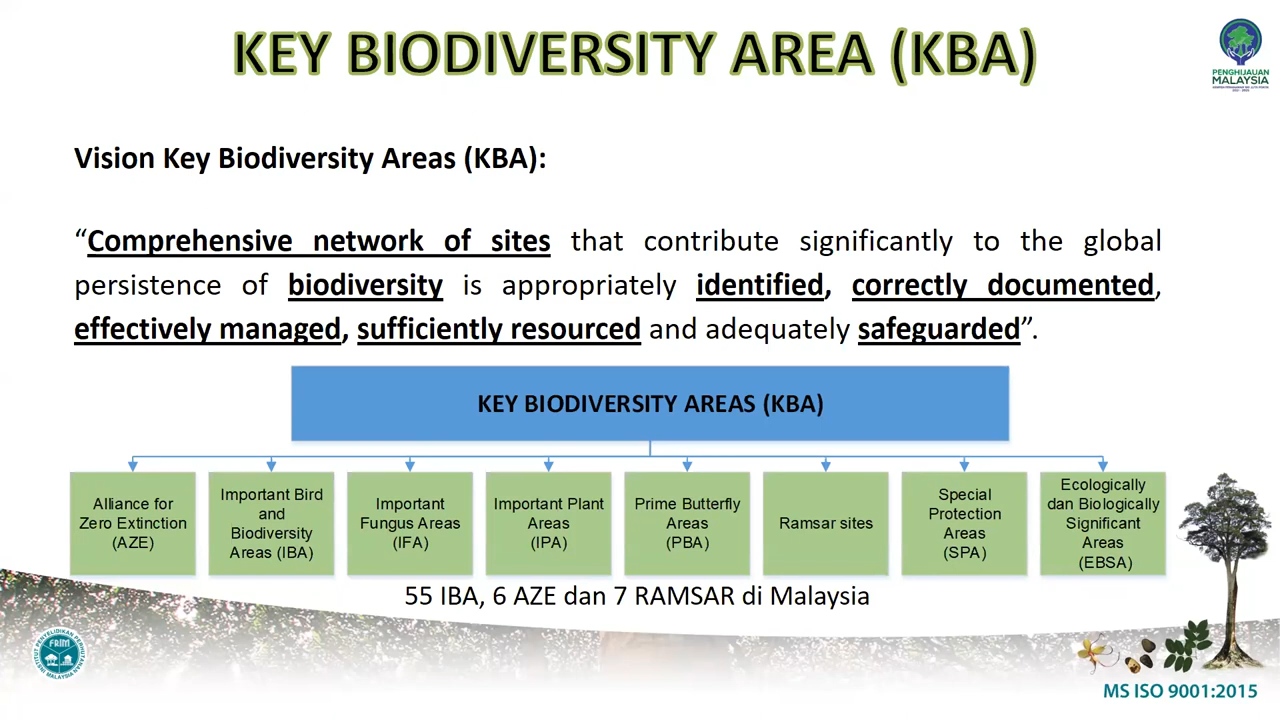 KEY BIODIVERSITY AREA (KBA)
PENGHIJAUAN
MALAYSIA
Vision Key Biodiversity Areas (KBA):
“Comprehensive network of sites that contribute significantly to the global
persistence of biodiversity is appropriately identified, correctly documented,
effectively managed, sufficiently resourced and adequately safeguarded”.
KEY BIODIVERSITY AREAS (KBA)
Alliance for
Zero Extinction
(AZE)
Important Bird
and
Biodiversity
Areas (IBA)
Important
Fungus Areas
(IFA)
Important Plant
Areas
(IPA)
Prime Butterfly
Areas
(PBA)
Ramsar sites
Special
Protection
Areas
(SPA)
Ecologically
dan Biologically
Significant
Areas
(EBSA)
55 IBA, 6 AZE dan 7 RAMSAR di Malaysia
INSTITUT PENYELIDIKAN PERHUTANAN MALAYSIA
FRIM
MS ISO 9001:2015